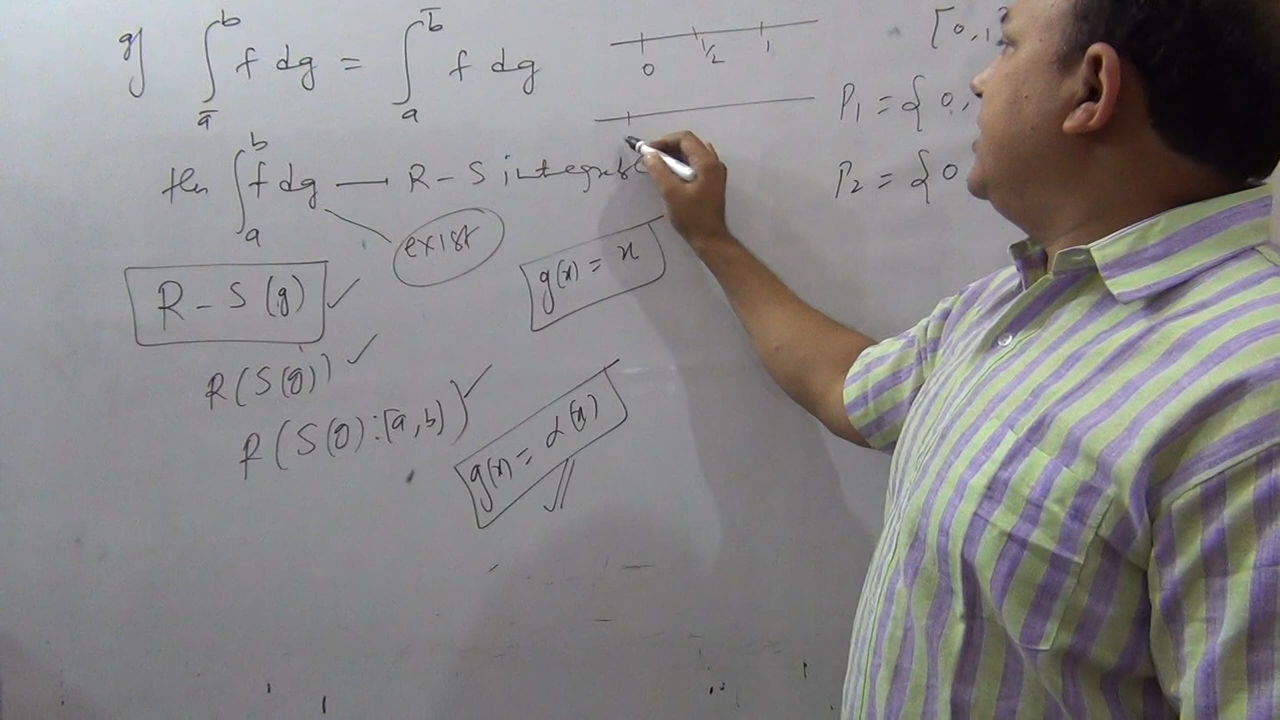 If ∫_a̲^b f dg = ∫_a^b̄ f dg
then ∫_a^b f dg — R - S integrable
exist
R - S (g) ✓
g(x) = x
R (S(g)) ✓
R (S(g) : [a, b]) ✓
g(x) = α(x)
0 1/2 1
[0, 1
P1 = { 0,
P2 = { 0